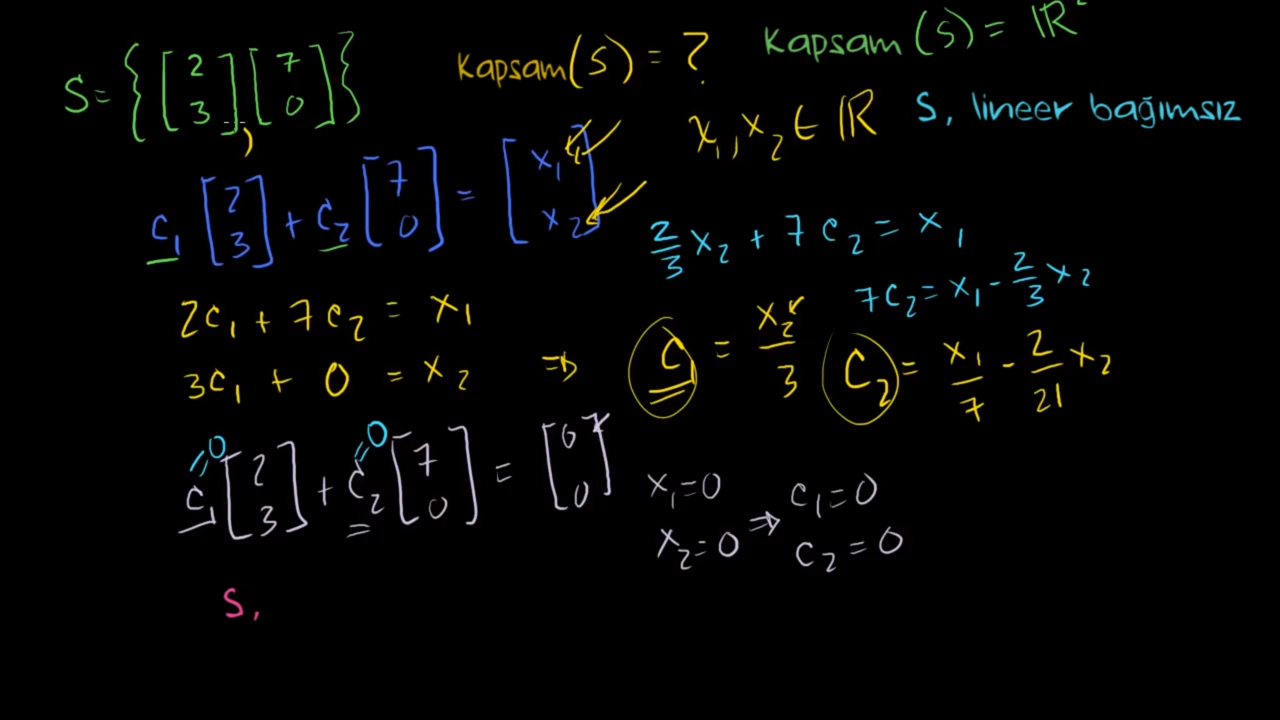 S = { [2 3] , [7 0] }
Kapsam(S) = ?
Kapsam(S) = ℝ²
x₁, x₂ ∈ ℝ
S, lineer bağımsız
c₁ [2 3] + c₂ [7 0] = [x₁ x₂]
2/3 x₂ + 7c₂ = x₁
7c₂ = x₁ - 2/3 x₂
2c₁ + 7c₂ = x₁
3c₁ + 0 = x₂ ⇒ c₁ = x₂/3
c₂ = x₁/7 - 2/21 x₂
=0 =0
c₁ [2 3] + c₂ [7 0] = [0 0]
x₁=0
x₂=0 ⇒ c₁=0
c₂=0
S,